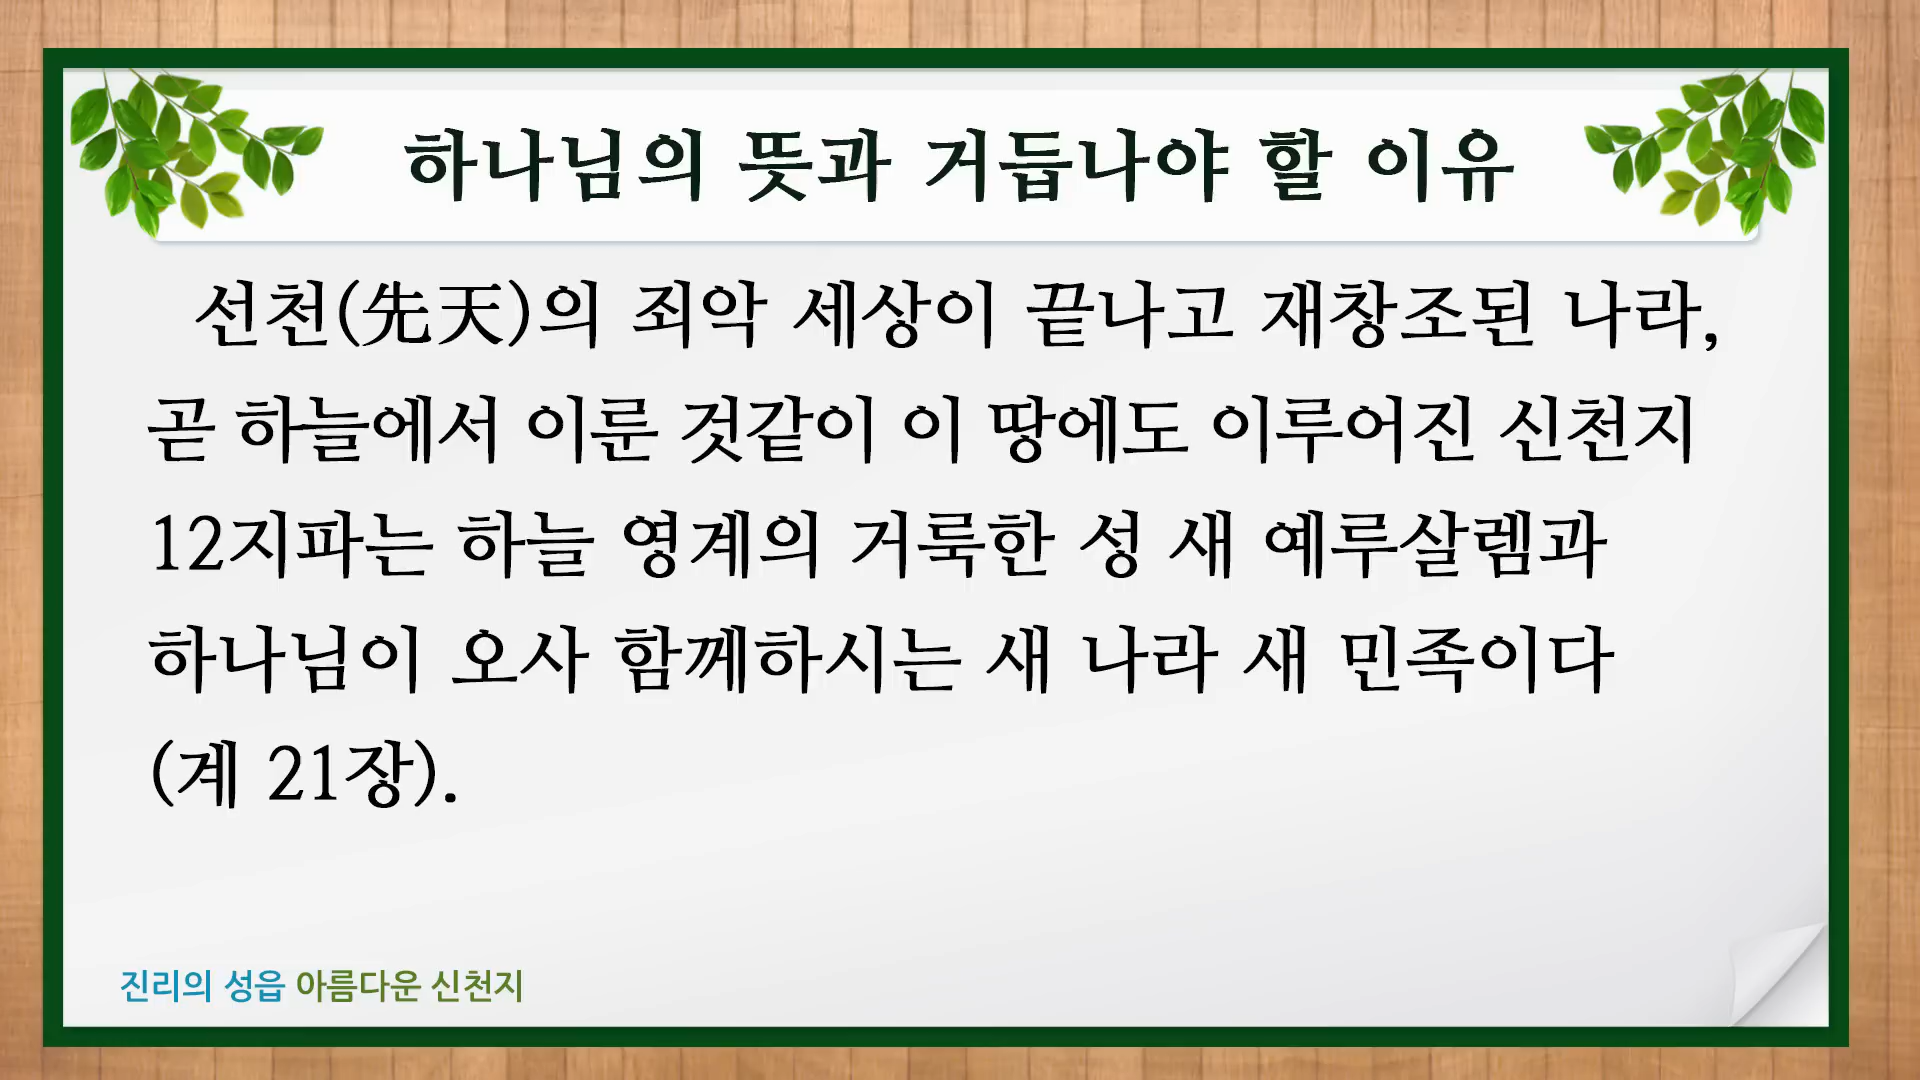 하나님의 뜻과 거듭나야 할 이유
선천(先天)의 죄악 세상이 끝나고 재창조된 나라,
곧 하늘에서 이룬 것같이 이 땅에도 이루어진 신천지
12지파는 하늘 영계의 거룩한 성 새 예루살렘과
하나님이 오사 함께하시는 새 나라 새 민족이다
(계 21장).
진리의 성읍 아름다운 신천지